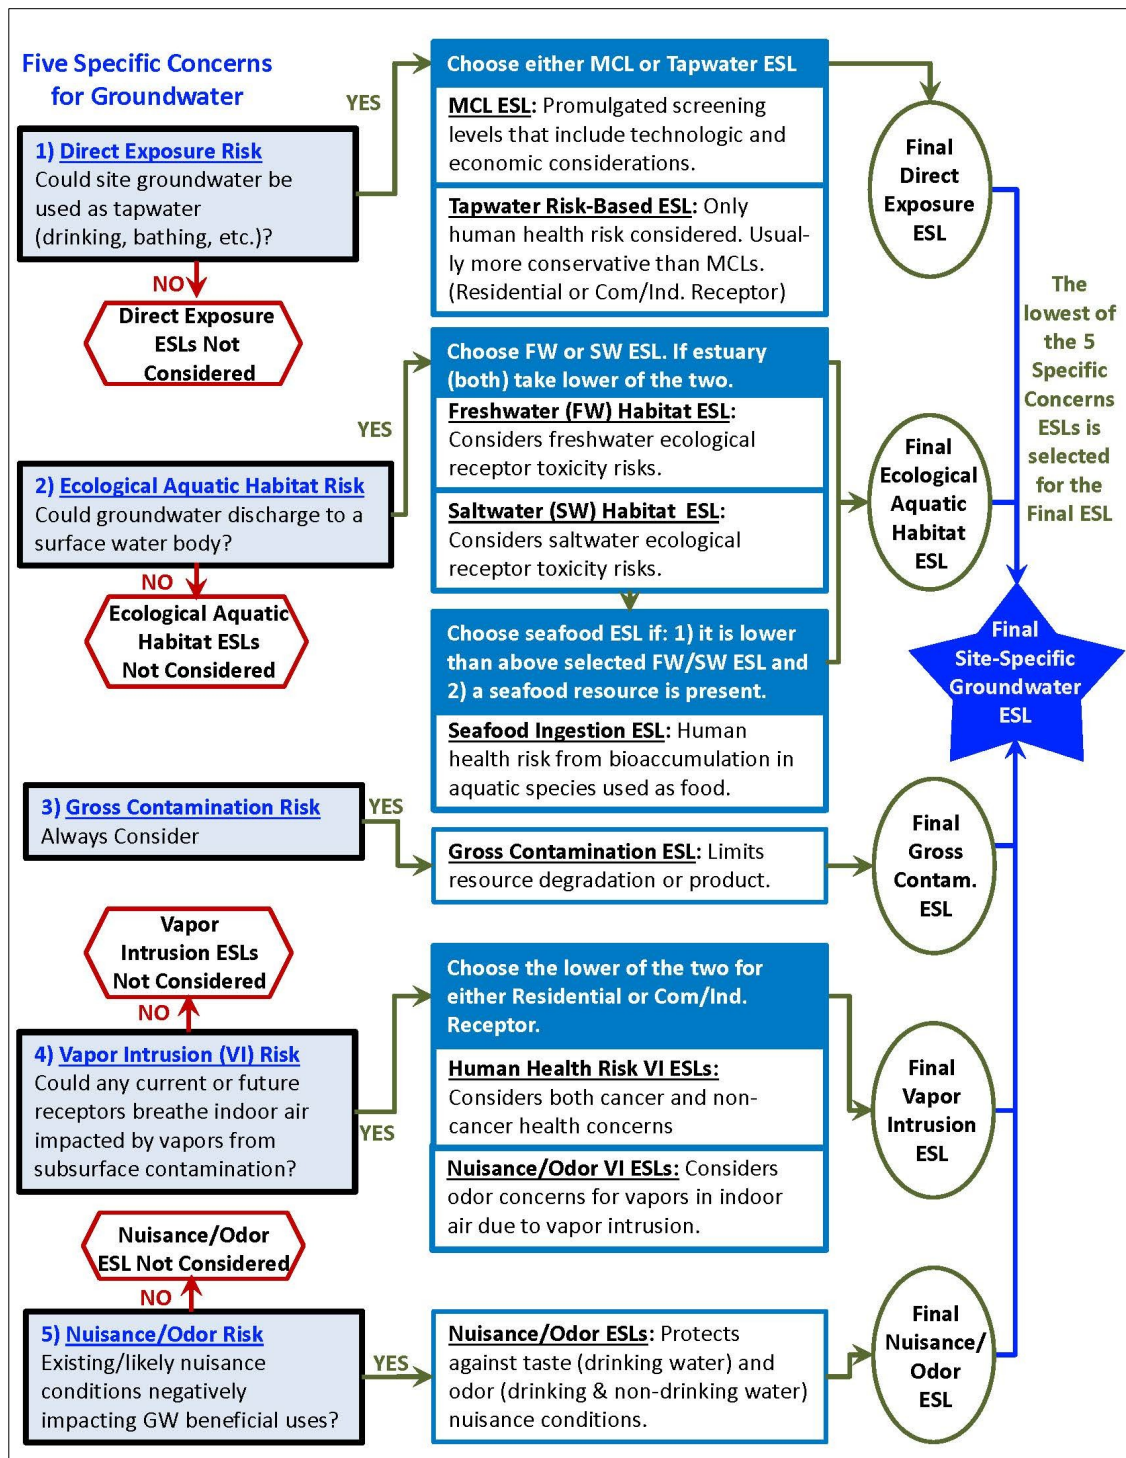 Five Specific Concerns
for Groundwater
1) Direct Exposure Risk
Could site groundwater be
used as tapwater
(drinking, bathing, etc.)?
YES
NO
Direct Exposure
ESLs Not
Considered
Choose either MCL or Tapwater ESL
MCL ESL: Promulgated screening
levels that include technologic and
economic considerations.
Tapwater Risk-Based ESL: Only
human health risk considered. Usual-
ly more conservative than MCLs.
(Residential or Com/Ind. Receptor)
Final
Direct
Exposure
ESL
The
lowest of
the 5
Specific
Concerns
ESLs is
selected
for the
Final ESL
2) Ecological Aquatic Habitat Risk
Could groundwater discharge to a
surface water body?
YES
NO
Ecological Aquatic
Habitat ESLs
Not Considered
Choose FW or SW ESL. If estuary
(both) take lower of the two.
Freshwater (FW) Habitat ESL:
Considers freshwater ecological
receptor toxicity risks.
Saltwater (SW) Habitat ESL:
Considers saltwater ecological
receptor toxicity risks.
Choose seafood ESL if: 1) it is lower
than above selected FW/SW ESL and
2) a seafood resource is present.
Seafood Ingestion ESL: Human
health risk from bioaccumulation in
aquatic species used as food.
Final
Ecological
Aquatic
Habitat
ESL
Final
Site-Specific
Groundwater
ESL
3) Gross Contamination Risk
Always Consider
YES
Gross Contamination ESL: Limits
resource degradation or product.
Final
Gross
Contam.
ESL
Vapor
Intrusion ESLs
Not Considered
NO
4) Vapor Intrusion (VI) Risk
Could any current or future
receptors breathe indoor air
impacted by vapors from
subsurface contamination?
YES
Choose the lower of the two for
either Residential or Com/Ind.
Receptor.
Human Health Risk VI ESLs:
Considers both cancer and non-
cancer health concerns
Nuisance/Odor VI ESLs: Considers
odor concerns for vapors in indoor
air due to vapor intrusion.
Final
Vapor
Intrusion
ESL
Nuisance/Odor
ESL Not Considered
NO
5) Nuisance/Odor Risk
Existing/likely nuisance
conditions negatively
impacting GW beneficial uses?
YES
Nuisance/Odor ESLs: Protects
against taste (drinking water) and
odor (drinking & non-drinking water)
nuisance conditions.
Final
Nuisance/
Odor
ESL